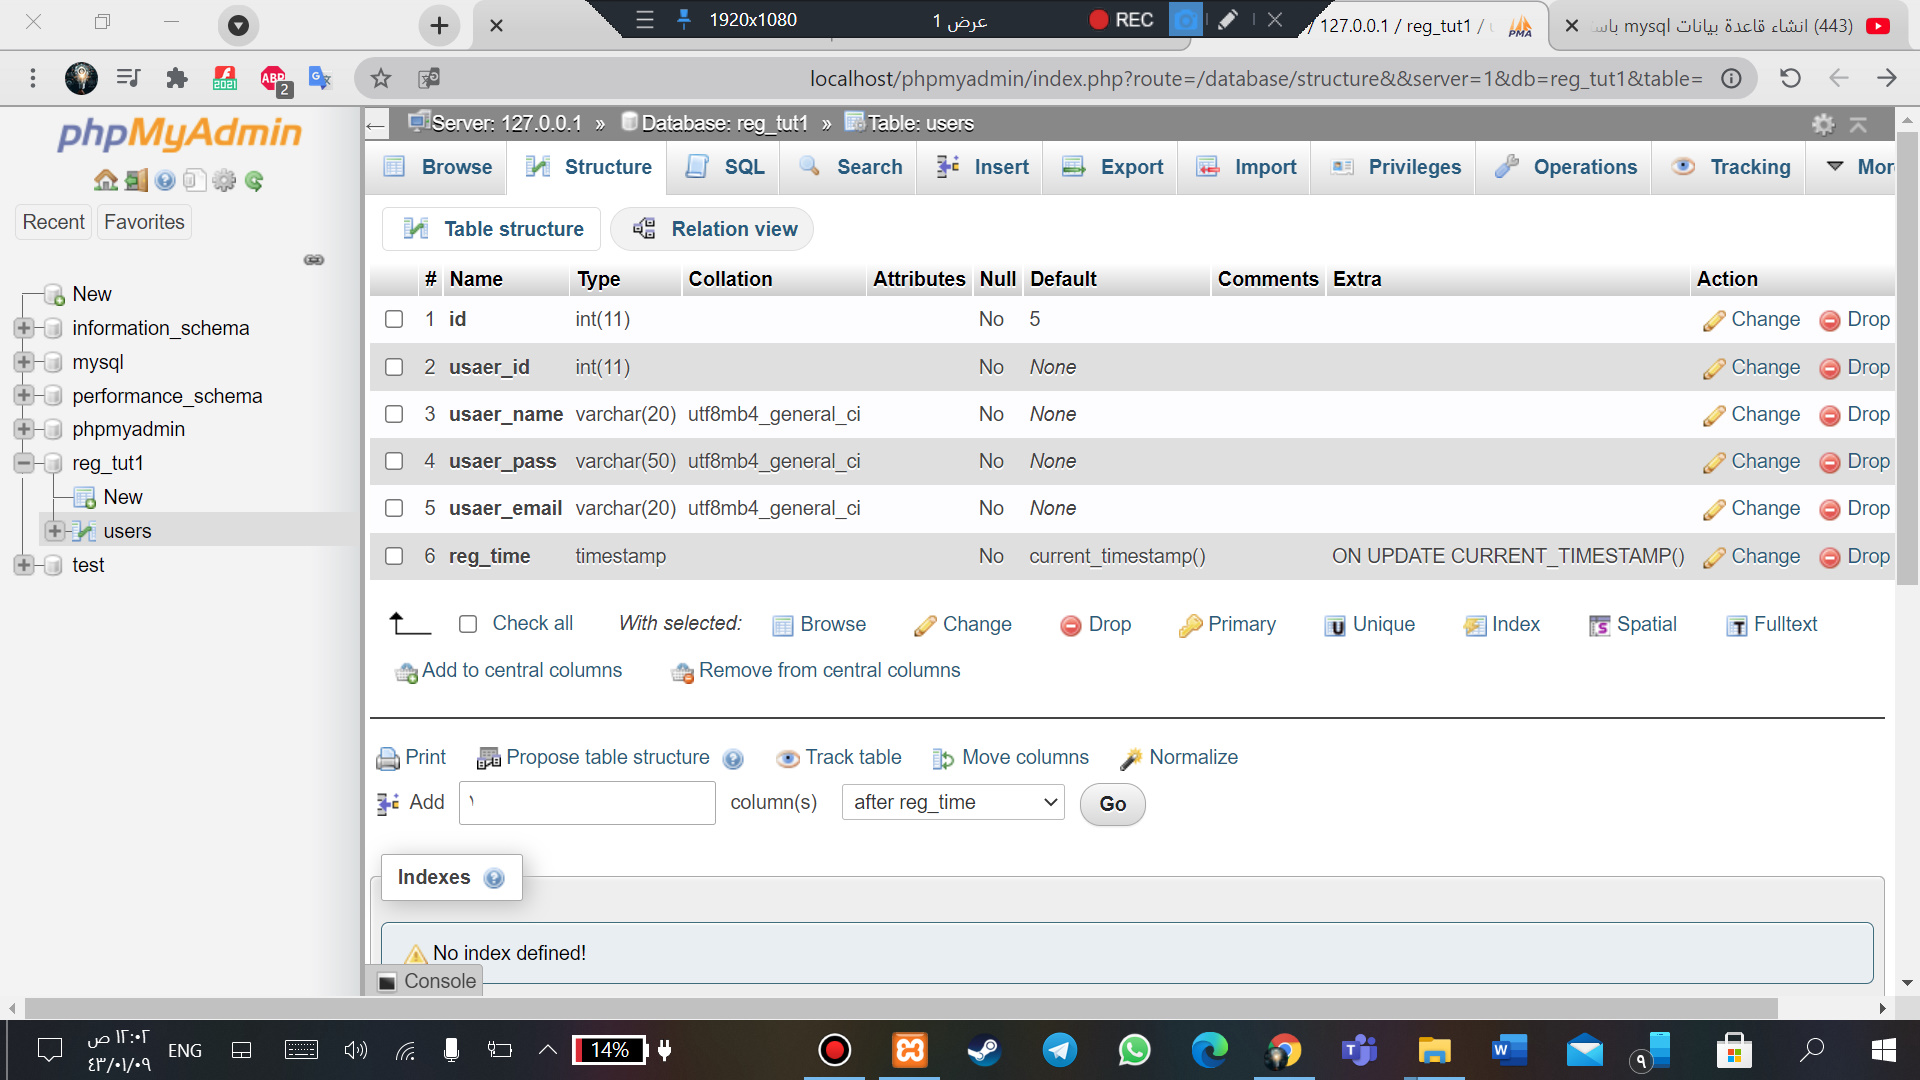 1920x1080
عرض 1
REC
/ 127.0.0.1 / reg_tut1 /
(443) انشاء قاعدة بيانات mysql باس
ABP
2
localhost/phpmyadmin/index.php?route=/database/structure&&server=1&db=reg_tut1&table=
phpMyAdmin
Recent
Favorites
New
information_schema
mysql
performance_schema
phpmyadmin
reg_tut1
New
users
test
Server: 127.0.0.1 » Database: reg_tut1 » Table: users
Browse Structure SQL Search Insert Export Import Privileges Operations Tracking Mor
Table structure Relation view
# Name Type Collation Attributes Null Default Comments Extra Action
1 id int(11) No 5 Change Drop
2 usaer_id int(11) No None Change Drop
3 usaer_name varchar(20) utf8mb4_general_ci No None Change Drop
4 usaer_pass varchar(50) utf8mb4_general_ci No None Change Drop
5 usaer_email varchar(20) utf8mb4_general_ci No None Change Drop
6 reg_time timestamp No current_timestamp() ON UPDATE CURRENT_TIMESTAMP() Change Drop
Check all With selected: Browse Change Drop Primary Unique Index Spatial Fulltext
Add to central columns Remove from central columns
Print Propose table structure Track table Move columns Normalize
Add ١ column(s) after reg_time Go
Indexes
No index defined!
Console
١٢:٠٢ ص
٤٣/٠١/٠٩
ENG
14%
٩